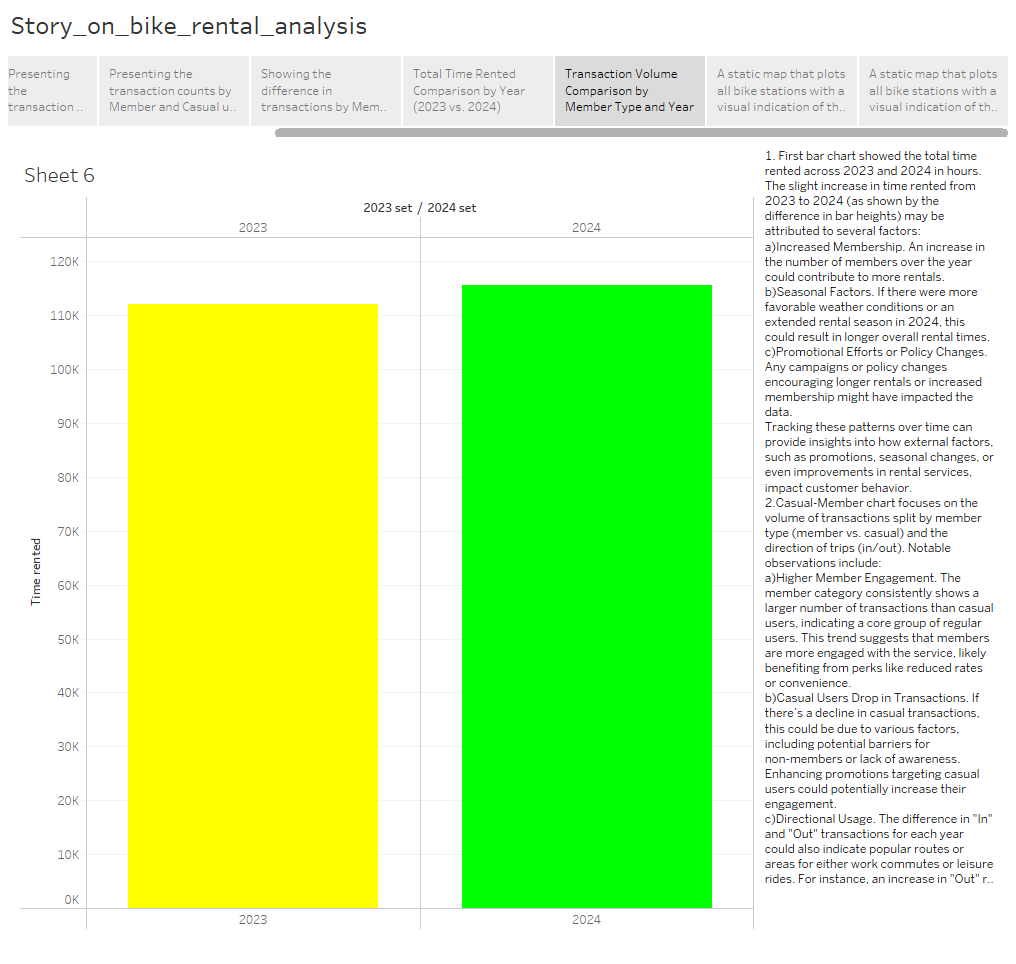 Story_on_bike_rental_analysis
Presenting
the
transaction ..
Presenting the
transaction counts by
Member and Casual u..
Showing the
difference in
transactions by Mem..
Total Time Rented
Comparison by Year
(2023 vs. 2024)
Transaction Volume
Comparison by
Member Type and Year
A static map that plots
all bike stations with a
visual indication of th..
A static map that plots
all bike stations with a
visual indication of th..
Sheet 6
2023 set / 2024 set
2023
2024
120K
110K
100K
90K
80K
70K
60K
50K
40K
30K
20K
10K
0K
Time rented
2023
2024
1. First bar chart showed the total time
rented across 2023 and 2024 in hours.
The slight increase in time rented from
2023 to 2024 (as shown by the
difference in bar heights) may be
attributed to several factors:
a)Increased Membership. An increase in
the number of members over the year
could contribute to more rentals.
b)Seasonal Factors. If there were more
favorable weather conditions or an
extended rental season in 2024, this
could result in longer overall rental times.
c)Promotional Efforts or Policy Changes.
Any campaigns or policy changes
encouraging longer rentals or increased
membership might have impacted the
data.
Tracking these patterns over time can
provide insights into how external factors,
such as promotions, seasonal changes, or
even improvements in rental services,
impact customer behavior.
2.Casual-Member chart focuses on the
volume of transactions split by member
type (member vs. casual) and the
direction of trips (in/out). Notable
observations include:
a)Higher Member Engagement. The
member category consistently shows a
larger number of transactions than casual
users, indicating a core group of regular
users. This trend suggests that members
are more engaged with the service, likely
benefiting from perks like reduced rates
or convenience.
b)Casual Users Drop in Transactions. If
there's a decline in casual transactions,
this could be due to various factors,
including potential barriers for
non-members or lack of awareness.
Enhancing promotions targeting casual
users could potentially increase their
engagement.
c)Directional Usage. The difference in "In"
and "Out" transactions for each year
could also indicate popular routes or
areas for either work commutes or leisure
rides. For instance, an increase in "Out" r..